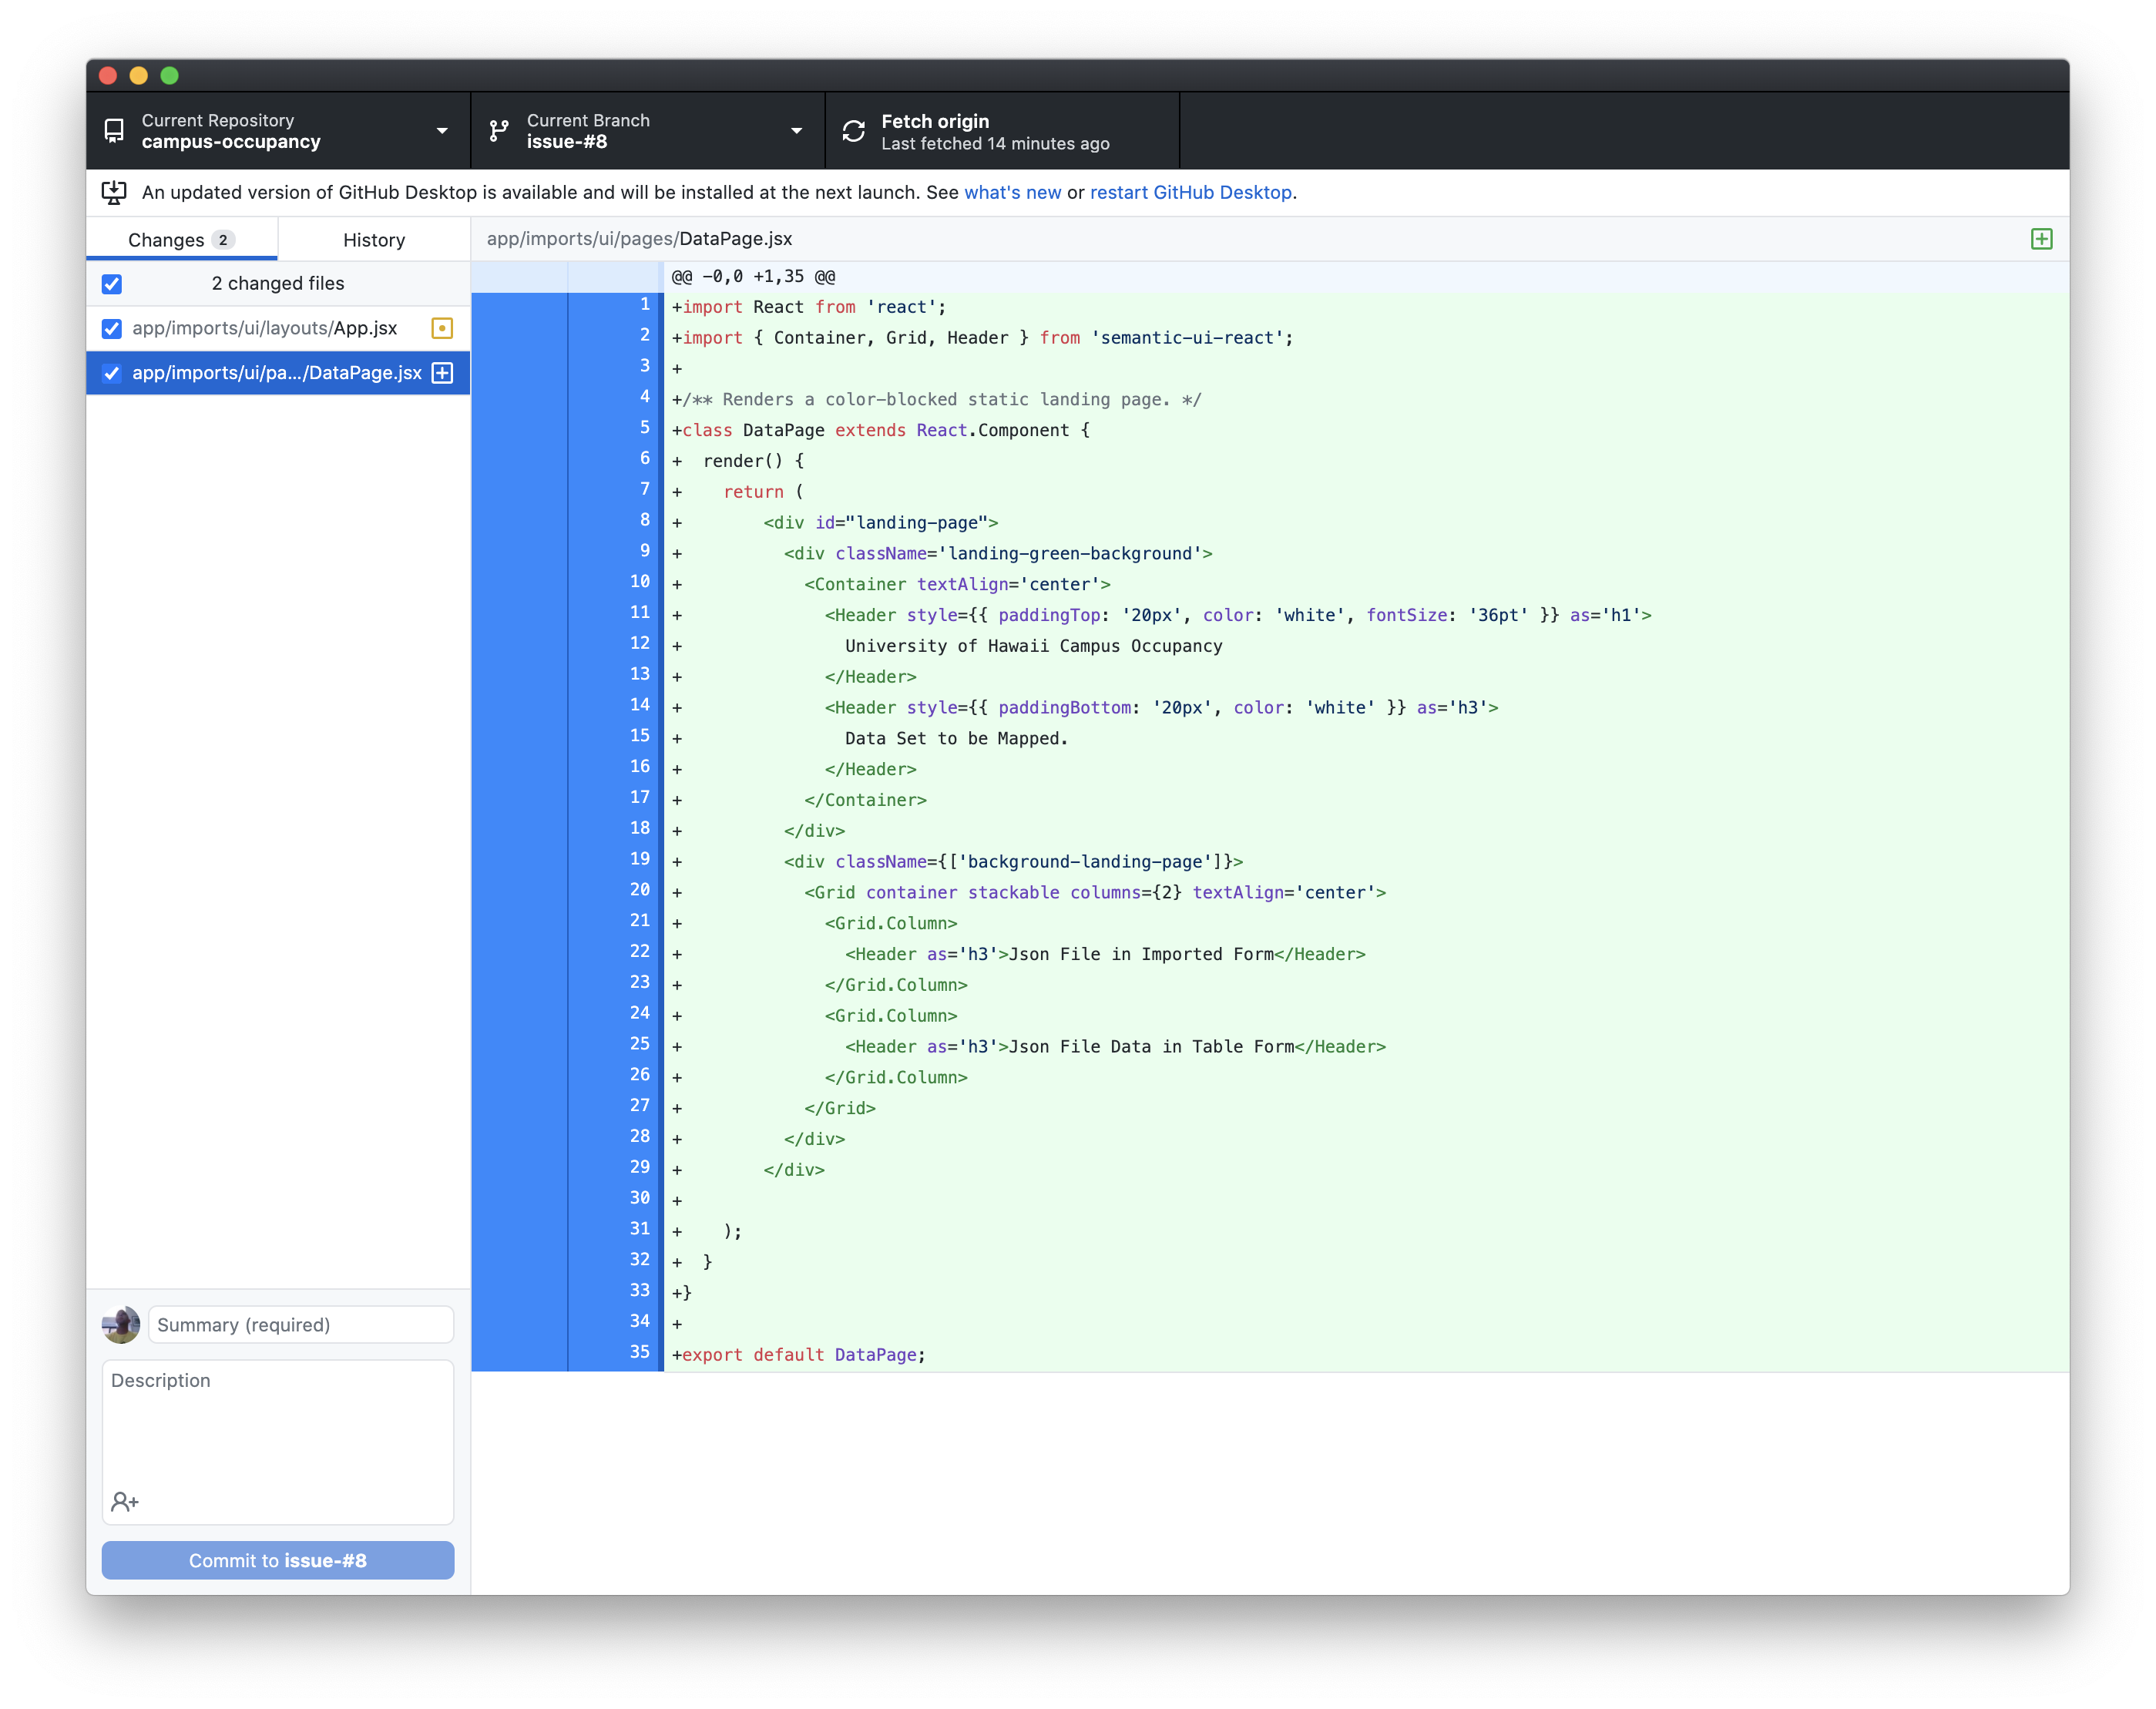 Current Repository
campus-occupancy
Current Branch
issue-#8
Fetch origin
Last fetched 14 minutes ago
An updated version of GitHub Desktop is available and will be installed at the next launch. See what's new or restart GitHub Desktop.
Changes 2
History
app/imports/ui/pages/DataPage.jsx
2 changed files
app/imports/ui/layouts/App.jsx
app/imports/ui/pa.../DataPage.jsx
@@ -0,0 +1,35 @@
1 +import React from 'react';
2 +import { Container, Grid, Header } from 'semantic-ui-react';
3 +
4 +/** Renders a color-blocked static landing page. */
5 +class DataPage extends React.Component {
6 +  render() {
7 +    return (
8 +        <div id="landing-page">
9 +          <div className='landing-green-background'>
10 +            <Container textAlign='center'>
11 +              <Header style={{ paddingTop: '20px', color: 'white', fontSize: '36pt' }} as='h1'>
12 +                University of Hawaii Campus Occupancy
13 +              </Header>
14 +              <Header style={{ paddingBottom: '20px', color: 'white' }} as='h3'>
15 +                Data Set to be Mapped.
16 +              </Header>
17 +            </Container>
18 +          </div>
19 +          <div className={['background-landing-page']}>
20 +            <Grid container stackable columns={2} textAlign='center'>
21 +              <Grid.Column>
22 +                <Header as='h3'>Json File in Imported Form</Header>
23 +              </Grid.Column>
24 +              <Grid.Column>
25 +                <Header as='h3'>Json File Data in Table Form</Header>
26 +              </Grid.Column>
27 +            </Grid>
28 +          </div>
29 +        </div>
30 +
31 +    );
32 +  }
33 +}
34 +
35 +export default DataPage;
Summary (required)
Description
Commit to issue-#8